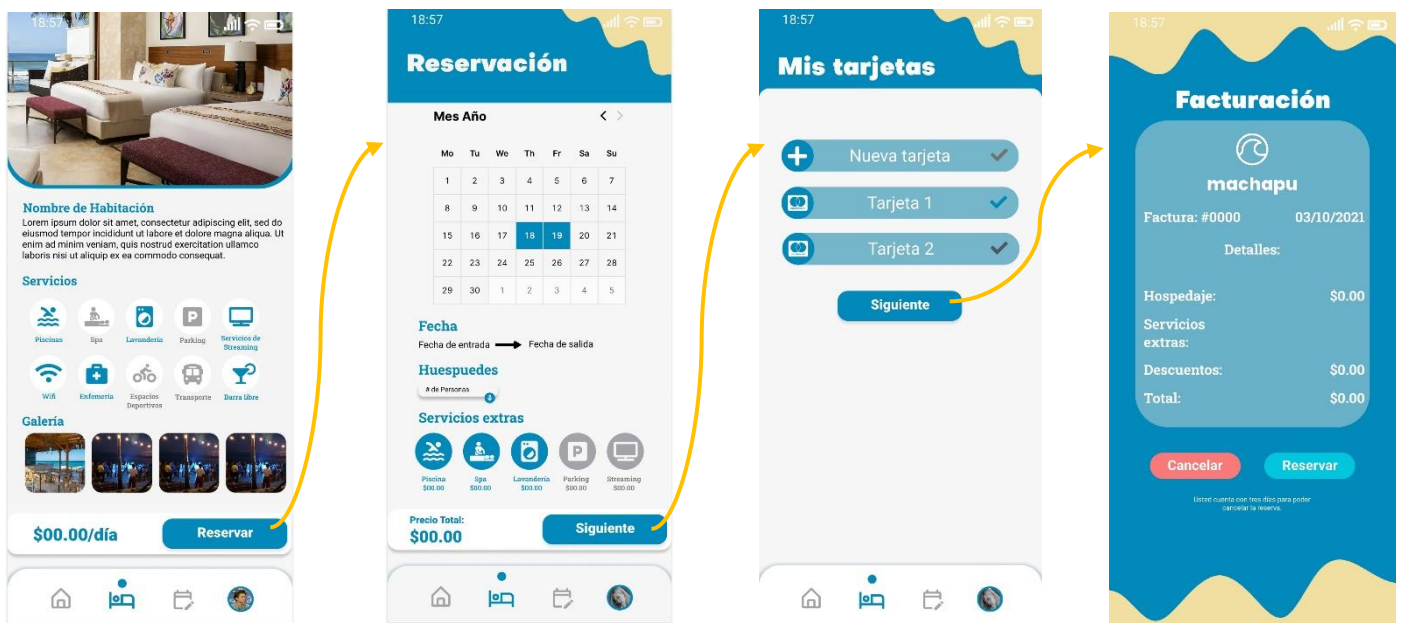 18:57
Nombre de Habitación
Lorem ipsum dolor sit amet, consectetur adipiscing elit, sed do
eiusmod tempor incididunt ut labore et dolore magna aliqua. Ut
enim ad minim veniam, quis nostrud exercitation ullamco
laboris nisi ut aliquip ex ea commodo consequat.
Servicios
Piscinas Spa Lavandería Parking Servicios de
Streaming
Wifi Enfemería Espacios
Deportivos Transporte Barra libre
Galería
$00.00/día Reservar
18:57
Reservación
Mes Año < >
Mo Tu We Th Fr Sa Su
1 2 3 4 5 6 7
8 9 10 11 12 13 14
15 16 17 18 19 20 21
22 23 24 25 26 27 28
29 30 1 2 3 4 5
Fecha
Fecha de entrada Fecha de salida
Huespuedes
# de Personas
Servicios extras
P
Piscina Spa Lavandería Parking Streaming
$00.00 $00.00 $00.00 $00.00 $00.00
Precio Total:
$00.00 Siguiente
18:57
Mis tarjetas
Nueva tarjeta
Tarjeta 1
Tarjeta 2
Siguiente
18:57
Facturación
machapu
Factura: #0000 03/10/2021
Detalles:
Hospedaje: $0.00
Servicios
extras:
Descuentos: $0.00
Total: $0.00
Cancelar Reservar
Usted cuenta con tres días para poder
cancelar la reserva.